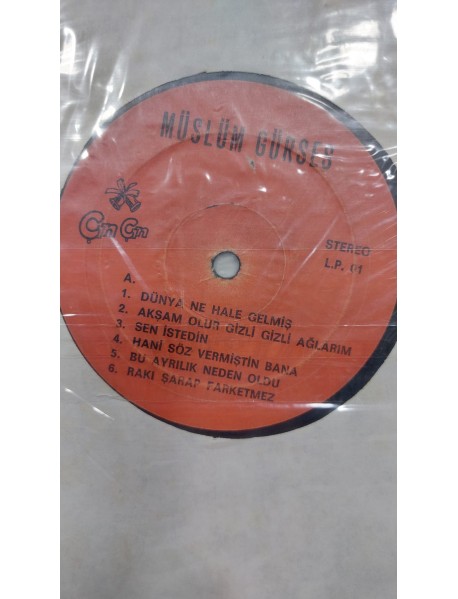 MÜSLÜM GÜRSES
Çın Çın
STEREO
L.P. 01
A.
1. DÜNYA NE HALE GELMİŞ
2. AKŞAM OLUR GİZLİ GİZLİ AĞLARIM
3. SEN İSTEDİN
4. HANİ SÖZ VERMİŞTİN BANA
5. BU AYRILIK NEDEN OLDU
6. RAKI ŞARAP FARKETMEZ